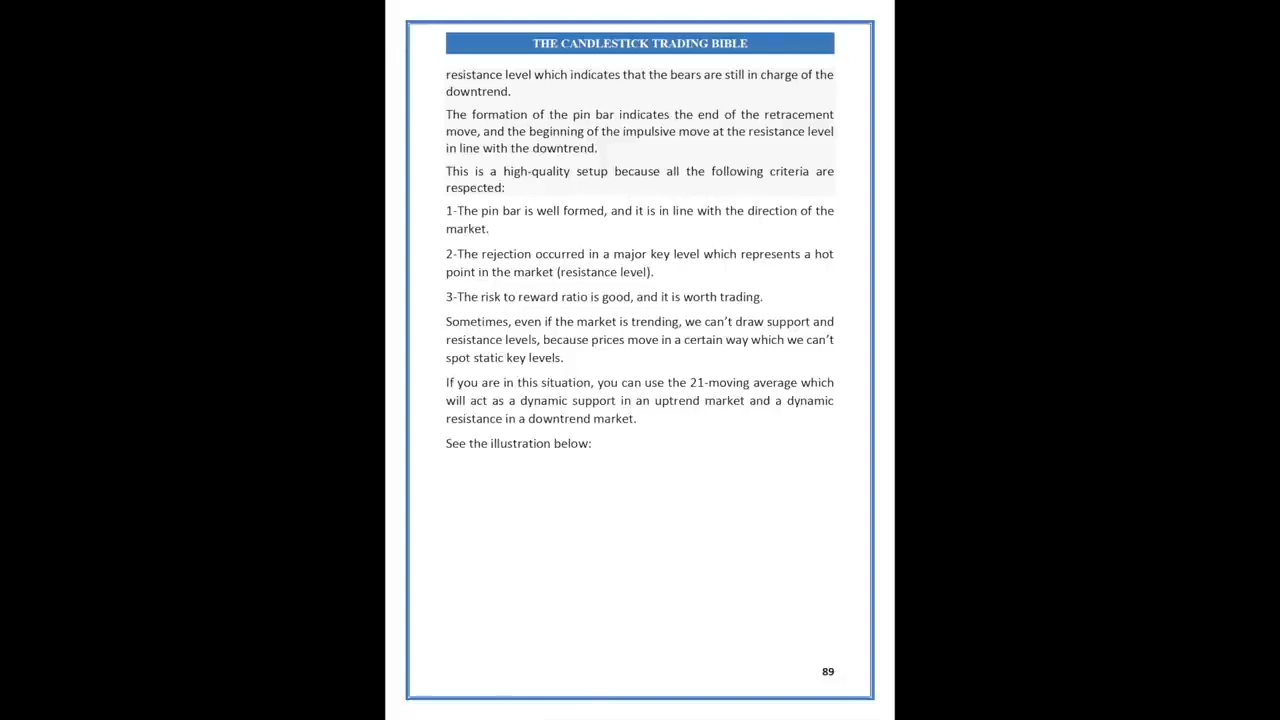 THE CANDLESTICK TRADING BIBLE
resistance level which indicates that the bears are still in charge of the
downtrend.
The formation of the pin bar indicates the end of the retracement
move, and the beginning of the impulsive move at the resistance level
in line with the downtrend.
This is a high-quality setup because all the following criteria are
respected:
1-The pin bar is well formed, and it is in line with the direction of the
market.
2-The rejection occurred in a major key level which represents a hot
point in the market (resistance level).
3-The risk to reward ratio is good, and it is worth trading.
Sometimes, even if the market is trending, we can’t draw support and
resistance levels, because prices move in a certain way which we can’t
spot static key levels.
If you are in this situation, you can use the 21-moving average which
will act as a dynamic support in an uptrend market and a dynamic
resistance in a downtrend market.
See the illustration below:
89